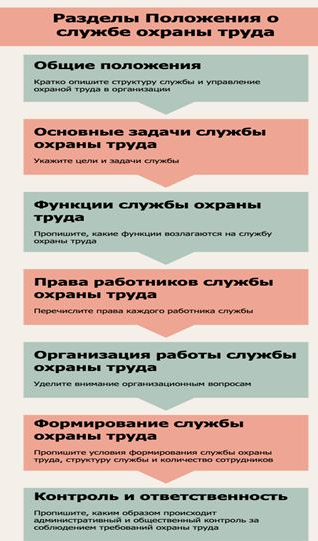 Разделы Положения о
службе охраны труда
Общие положения
Кратко опишите структуру службы и управление
охраной труда в организации
Основные задачи службы
охраны труда
Укажите цели и задачи службы
Функции службы охраны
труда
Пропишите, какие функции возлагаются на службу
охраны труда
Права работников службы
охраны труда
Перечислите права каждого работника службы
Организация работы службы
охраны труда
Уделите внимание организационным вопросам
Формирование службы
охраны труда
Пропишите условия формирования службы охраны
труда, структуру службы и количество сотрудников
Контроль и ответственность
Пропишите, каким образом происходит
административный и общественный контроль за
соблюдением требований охраны труда